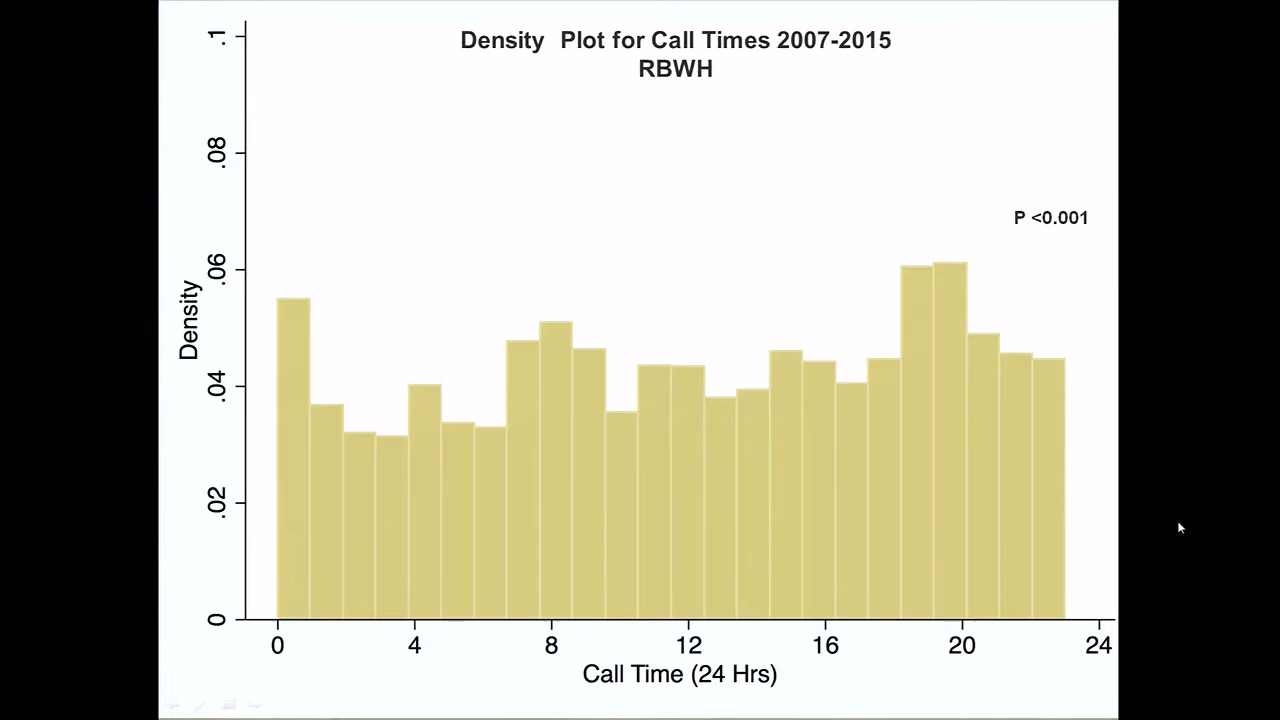 Density Plot for Call Times 2007-2015
RBWH
.1
.08
.06
.04
.02
0
Density
P <0.001
0 4 8 12 16 20 24
Call Time (24 Hrs)